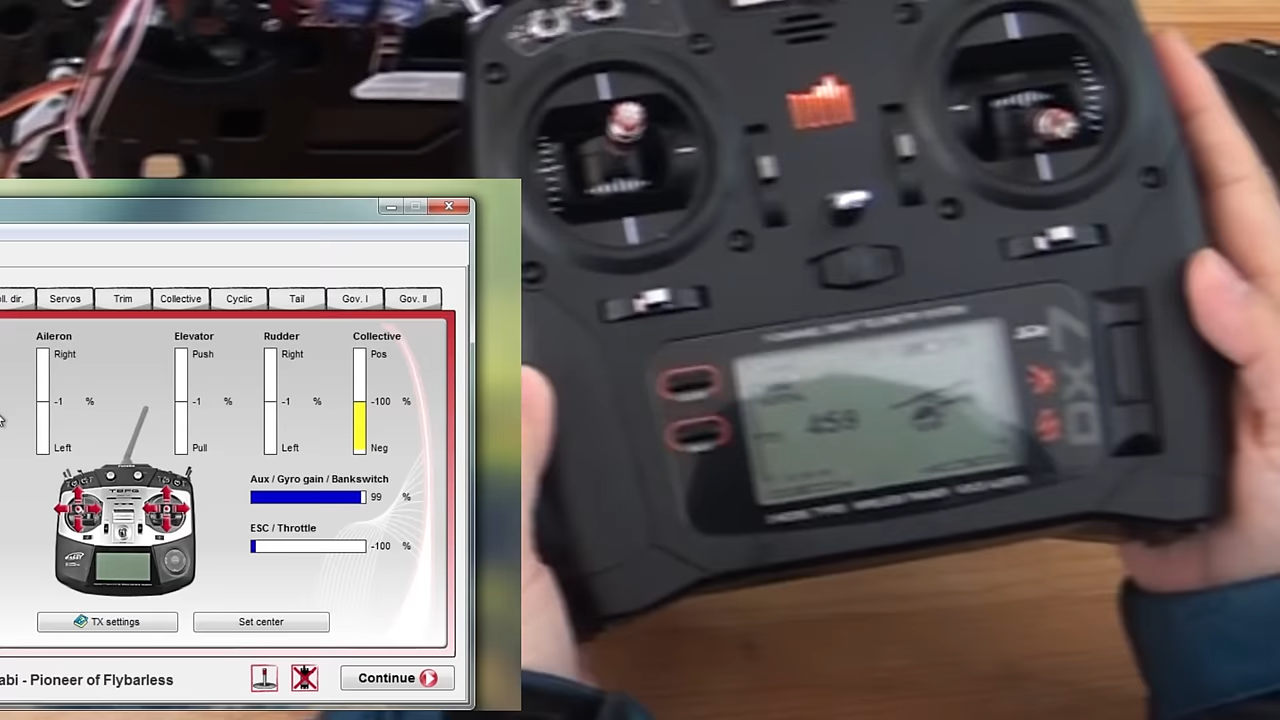 ll. dir.
Servos
Trim
Collective
Cyclic
Tail
Gov. I
Gov. II
Aileron
Elevator
Rudder
Collective
Right
Push
Right
Pos
-1 %
-1 %
-1 %
-100 %
Left
Pull
Left
Neg
Aux / Gyro gain / Bankswitch
99 %
ESC / Throttle
-100 %
TX settings
Set center
abi - Pioneer of Flybarless
Continue
DX7